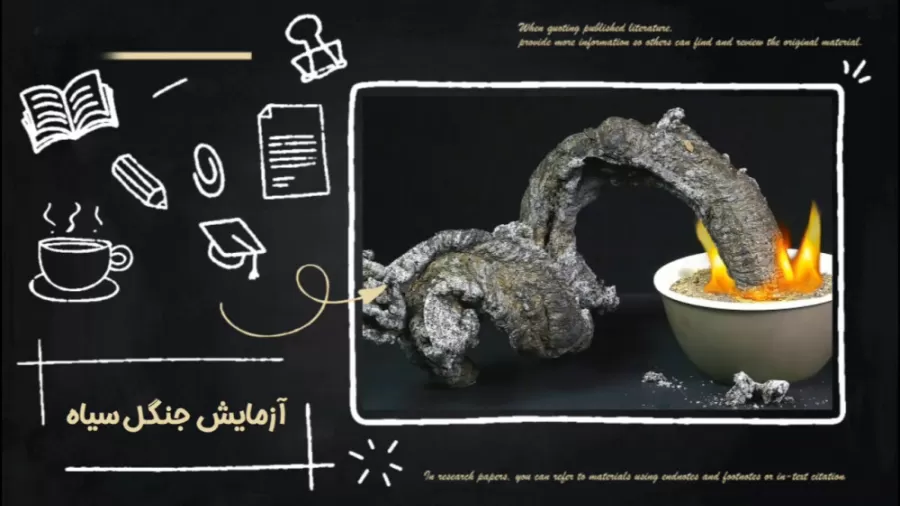 When quoting published literature,
provide more information so others can find and review the original material.
آزمایش جنگل سیاه
In research papers, you can refer to materials using endnotes and footnotes or in-text citation